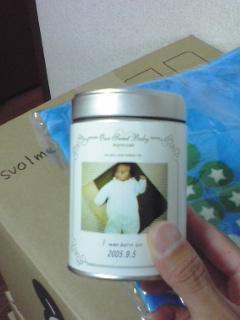 Our Sweet Baby
I was born on
2005.9.5
svolme